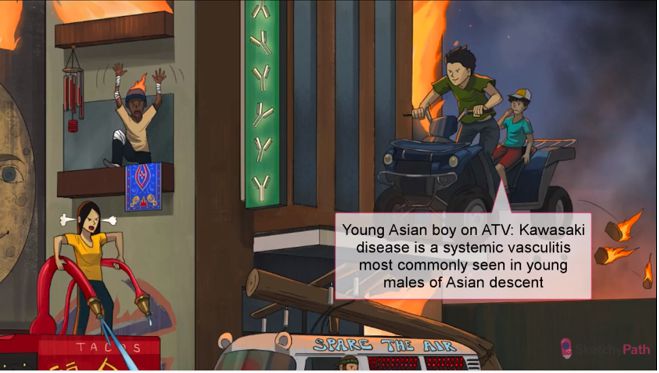 Young Asian boy on ATV: Kawasaki
disease is a systemic vasculitis
most commonly seen in young
males of Asian descent
TACOS
SPARE THE AIR
SketchyPath